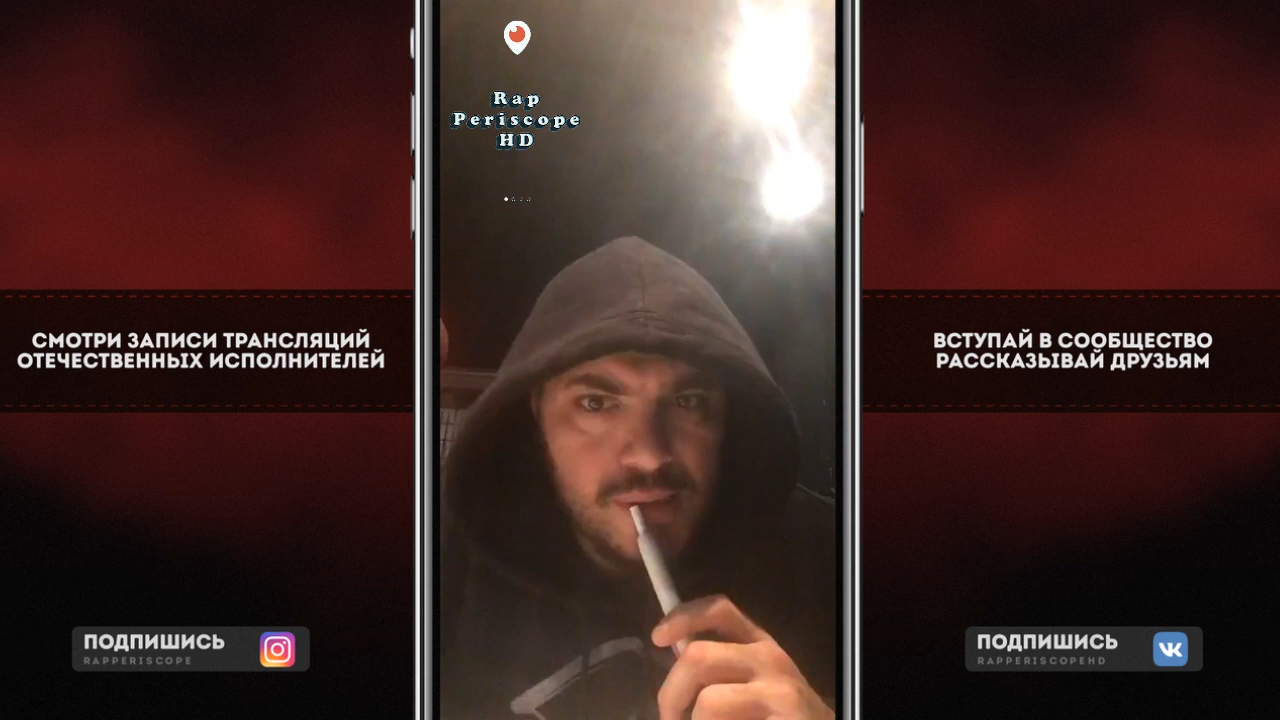 Rap
Periscope
HD
СМОТРИ ЗАПИСИ ТРАНСЛЯЦИЙ
ОТЕЧЕСТВЕННЫХ ИСПОЛНИТЕЛЕЙ
ВСТУПАЙ В СООБЩЕСТВО
РАССКАЗЫВАЙ ДРУЗЬЯМ
ПОДПИШИСЬ
RAPPERISCOPE
ПОДПИШИСЬ
RAPPERISCOPEHD